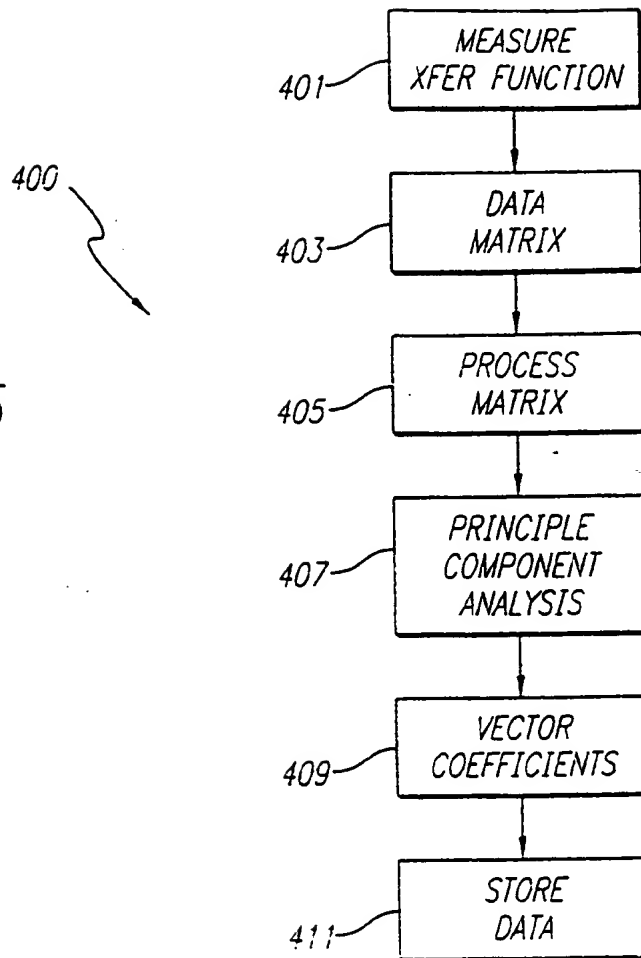 MEASURE
XFER FUNCTION
401
400
DATA
MATRIX
403
PROCESS
MATRIX
405
PRINCIPLE
COMPONENT
ANALYSIS
407
VECTOR
COEFFICIENTS
409
STORE
DATA
411